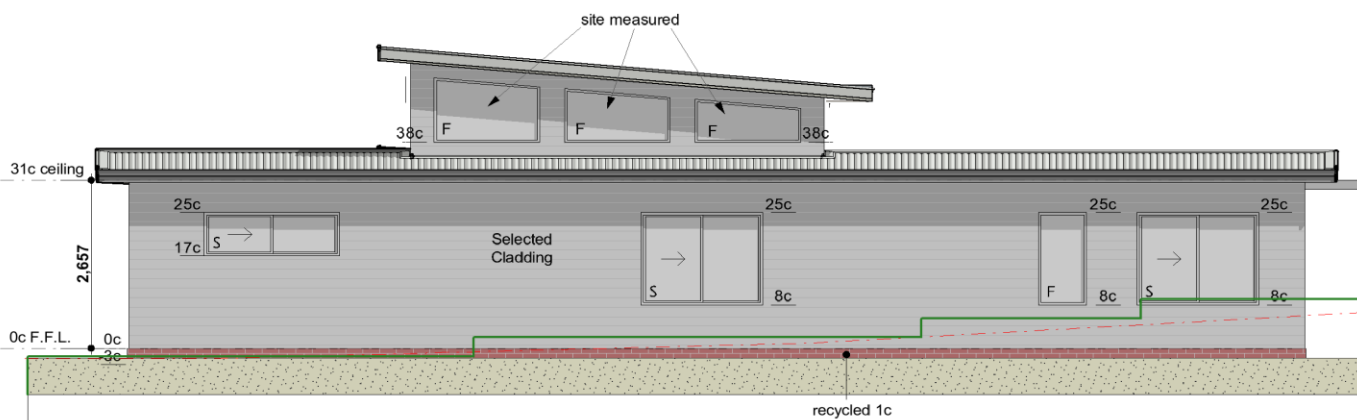 site measured
F
F
F
38c
38c
31c ceiling
25c
25c
25c
25c
S
17c
Selected
Cladding
2,657
S
8c
F
8c
S
8c
0c F.F.L.
0c
3c
recycled 1c